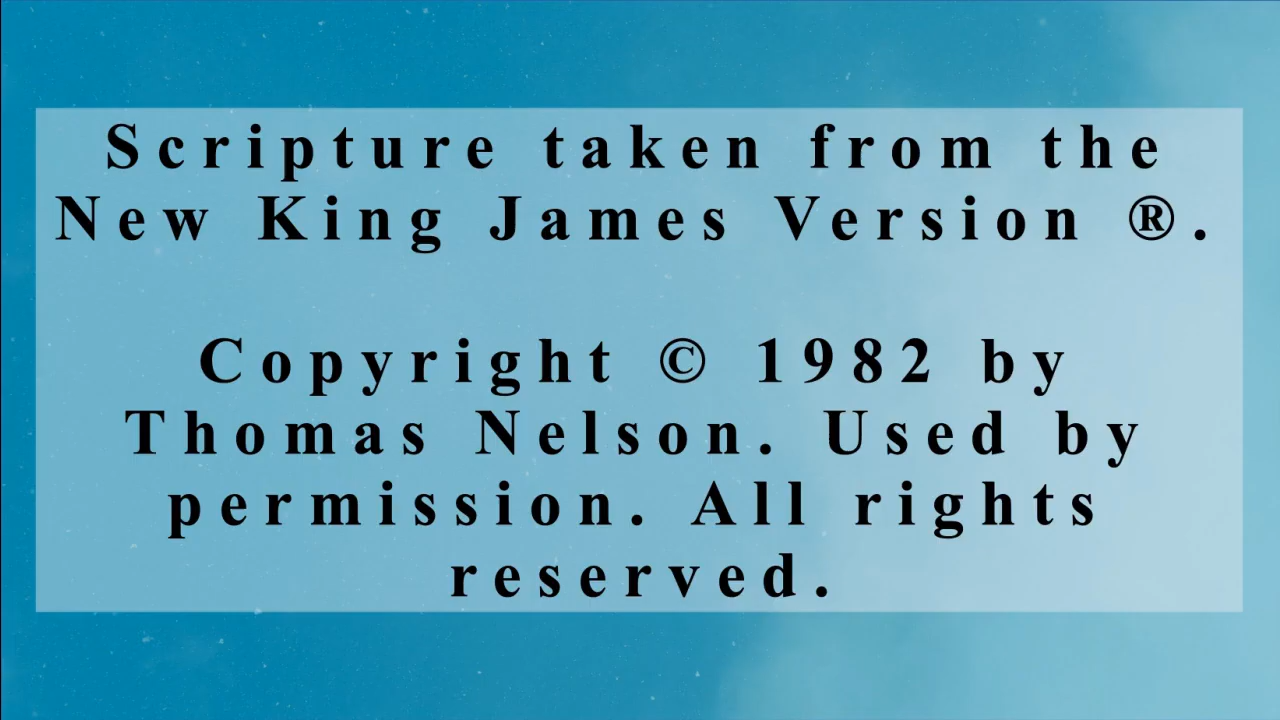 Scripture taken from the
New King James Version ®.
Copyright © 1982 by
Thomas Nelson. Used by
permission. All rights
reserved.